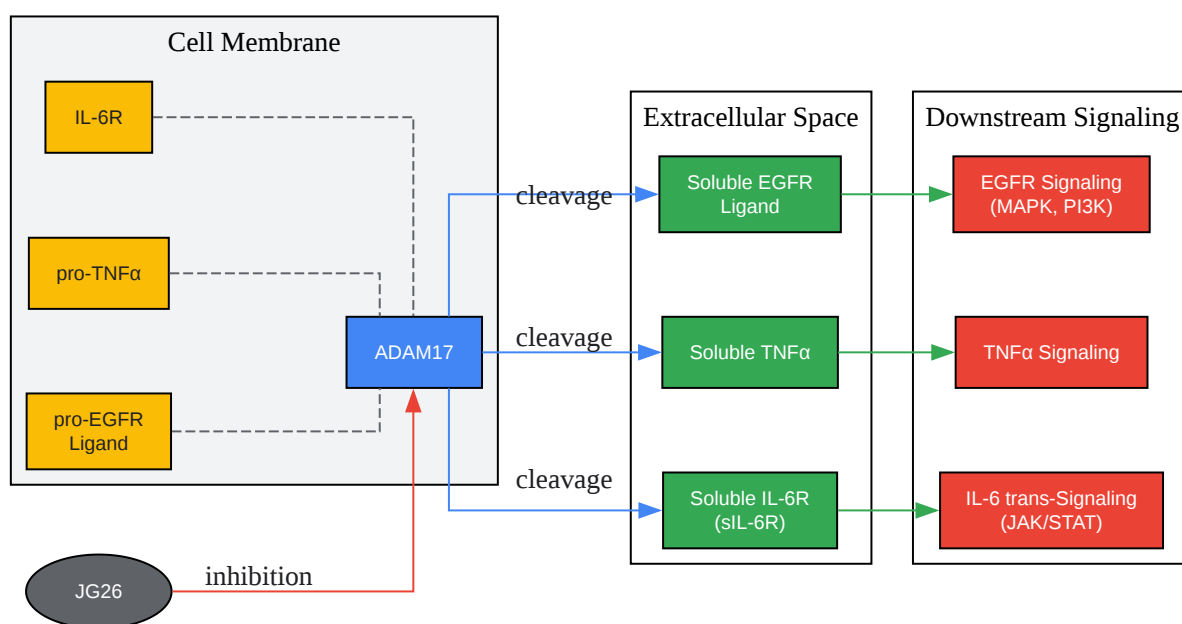 Cell Membrane
IL-6R
pro-TNFα
ADAM17
pro-EGFR
Ligand
JG26
inhibition
cleavage
cleavage
cleavage
Extracellular Space
Soluble EGFR
Ligand
Soluble TNFα
Soluble IL-6R
(sIL-6R)
Downstream Signaling
EGFR Signaling
(MAPK, PI3K)
TNFα Signaling
IL-6 trans-Signaling
(JAK/STAT)